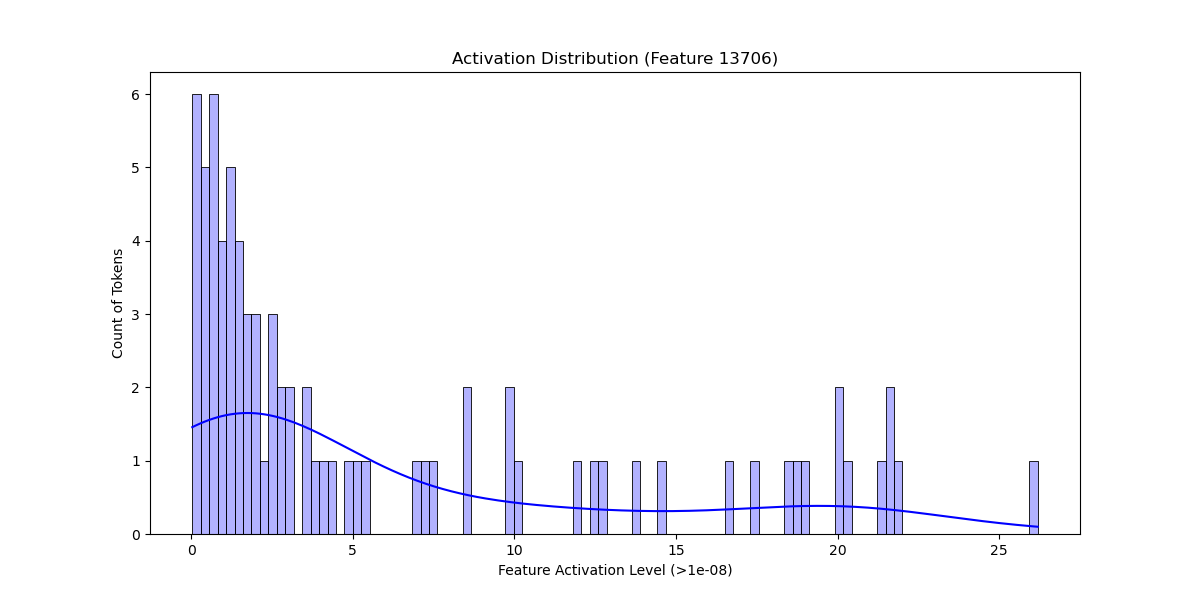 Activation Distribution (Feature 13706)
6
5
4
3
2
1
0
Count of Tokens
0 5 10 15 20 25
Feature Activation Level (>1e-08)